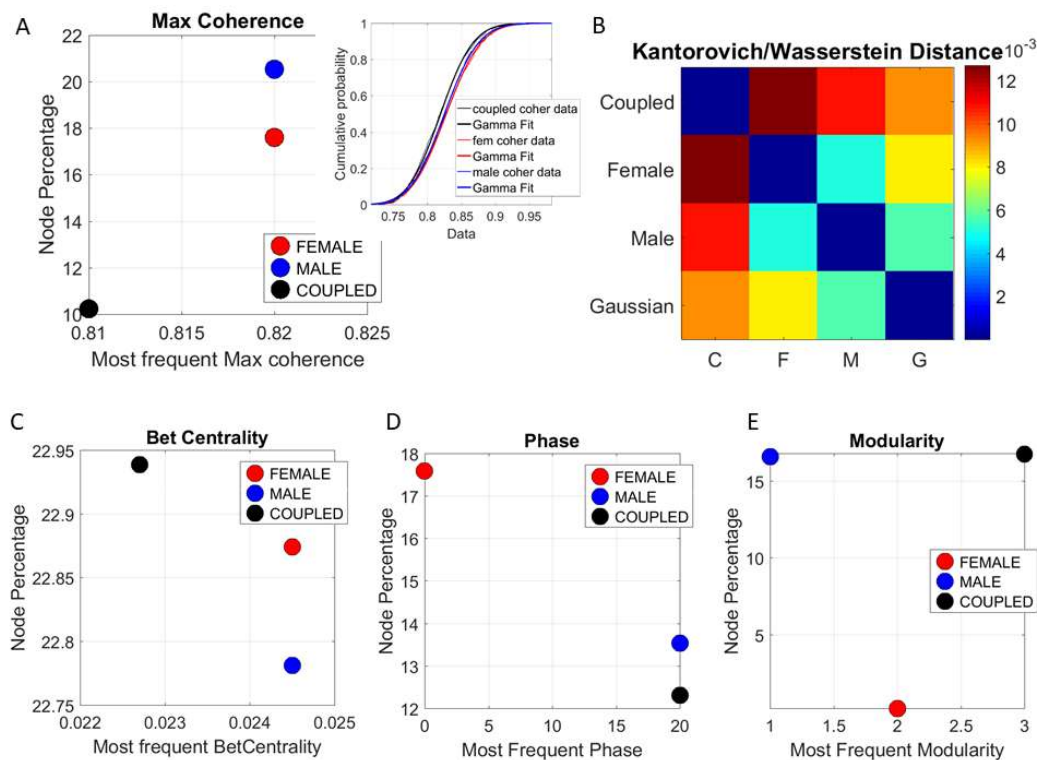 A
Max Coherence
22
20
18
16
14
12
10
0.81
0.815
0.82
0.825
Node Percentage
Most frequent Max coherence
FEMALE
MALE
COUPLED
1
0.8
0.6
0.4
0.2
0
0.75
0.8
0.85
0.9
0.95
Cumulative probability
Data
coupled coher data
Gamma Fit
fem coher data
Gamma Fit
male coher data
Gamma Fit
B
Kantorovich/Wasserstein Distance
10-3
Coupled
Female
Male
Gaussian
C
F
M
G
12
10
8
6
4
2
C
Bet Centrality
22.95
22.9
22.85
22.8
22.75
0.022
0.023
0.024
0.025
Node Percentage
Most frequent BetCentrality
FEMALE
MALE
COUPLED
D
Phase
18
17
16
15
14
13
12
0
5
10
15
20
Node Percentage
Most Frequent Phase
FEMALE
MALE
COUPLED
E
Modularity
15
10
5
1
1.5
2
2.5
3
Node Percentage
Most Frequent Modularity
FEMALE
MALE
COUPLED